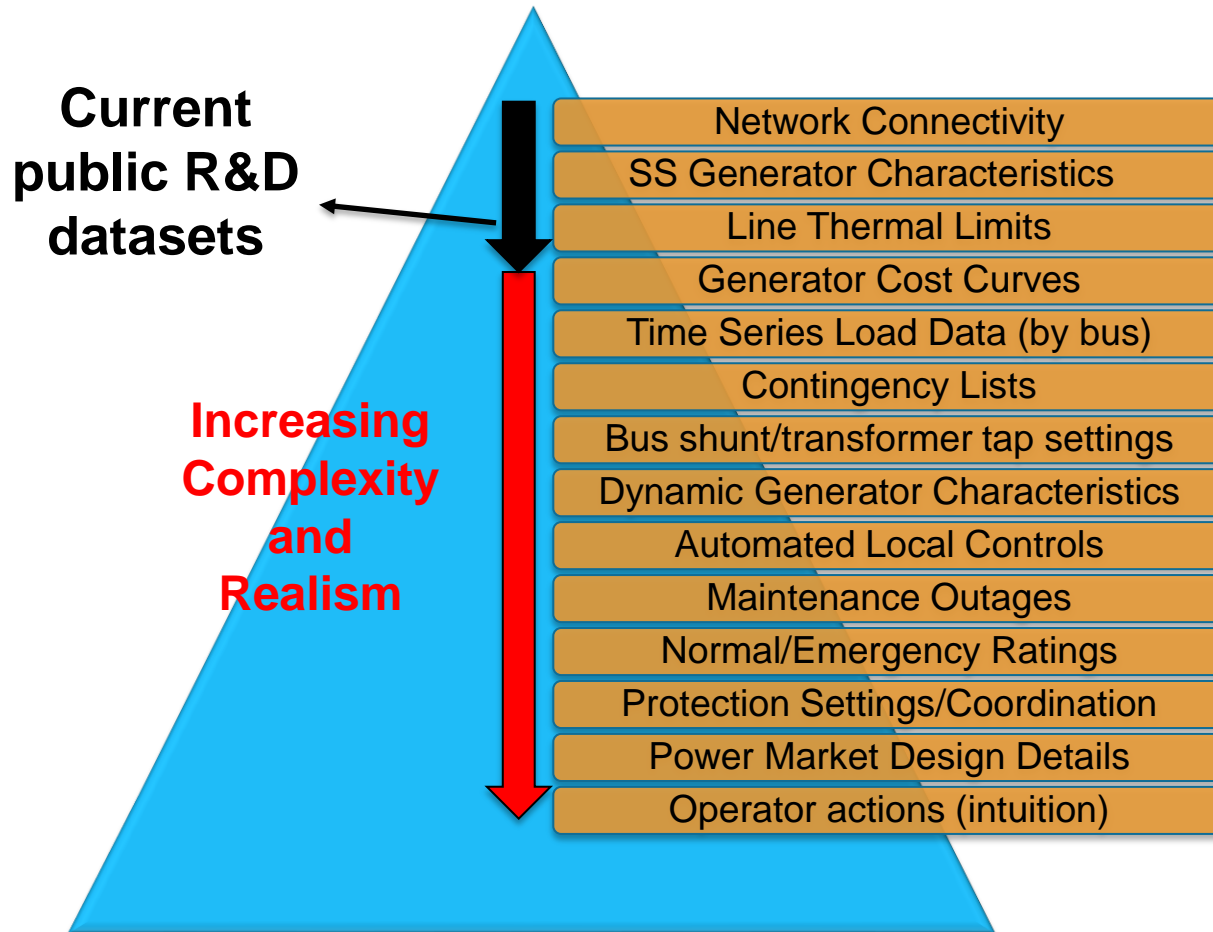 Current
public R&D
datasets
Increasing
Complexity
and
Realism
Network Connectivity
SS Generator Characteristics
Line Thermal Limits
Generator Cost Curves
Time Series Load Data (by bus)
Contingency Lists
Bus shunt/transformer tap settings
Dynamic Generator Characteristics
Automated Local Controls
Maintenance Outages
Normal/Emergency Ratings
Protection Settings/Coordination
Power Market Design Details
Operator actions (intuition)